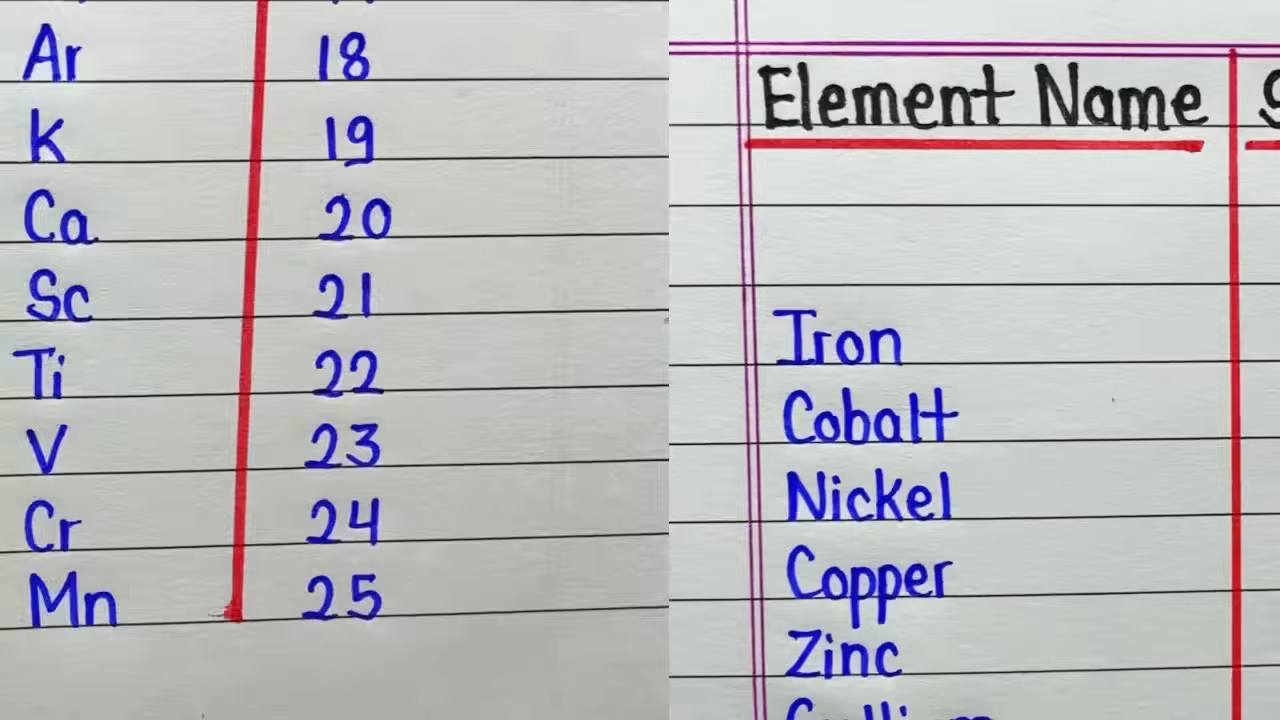 Ar 18
K 19
Ca 20
Sc 21
Ti 22
V 23
Cr 24
Mn 25
Element Name
Iron
Cobalt
Nickel
Copper
Zinc